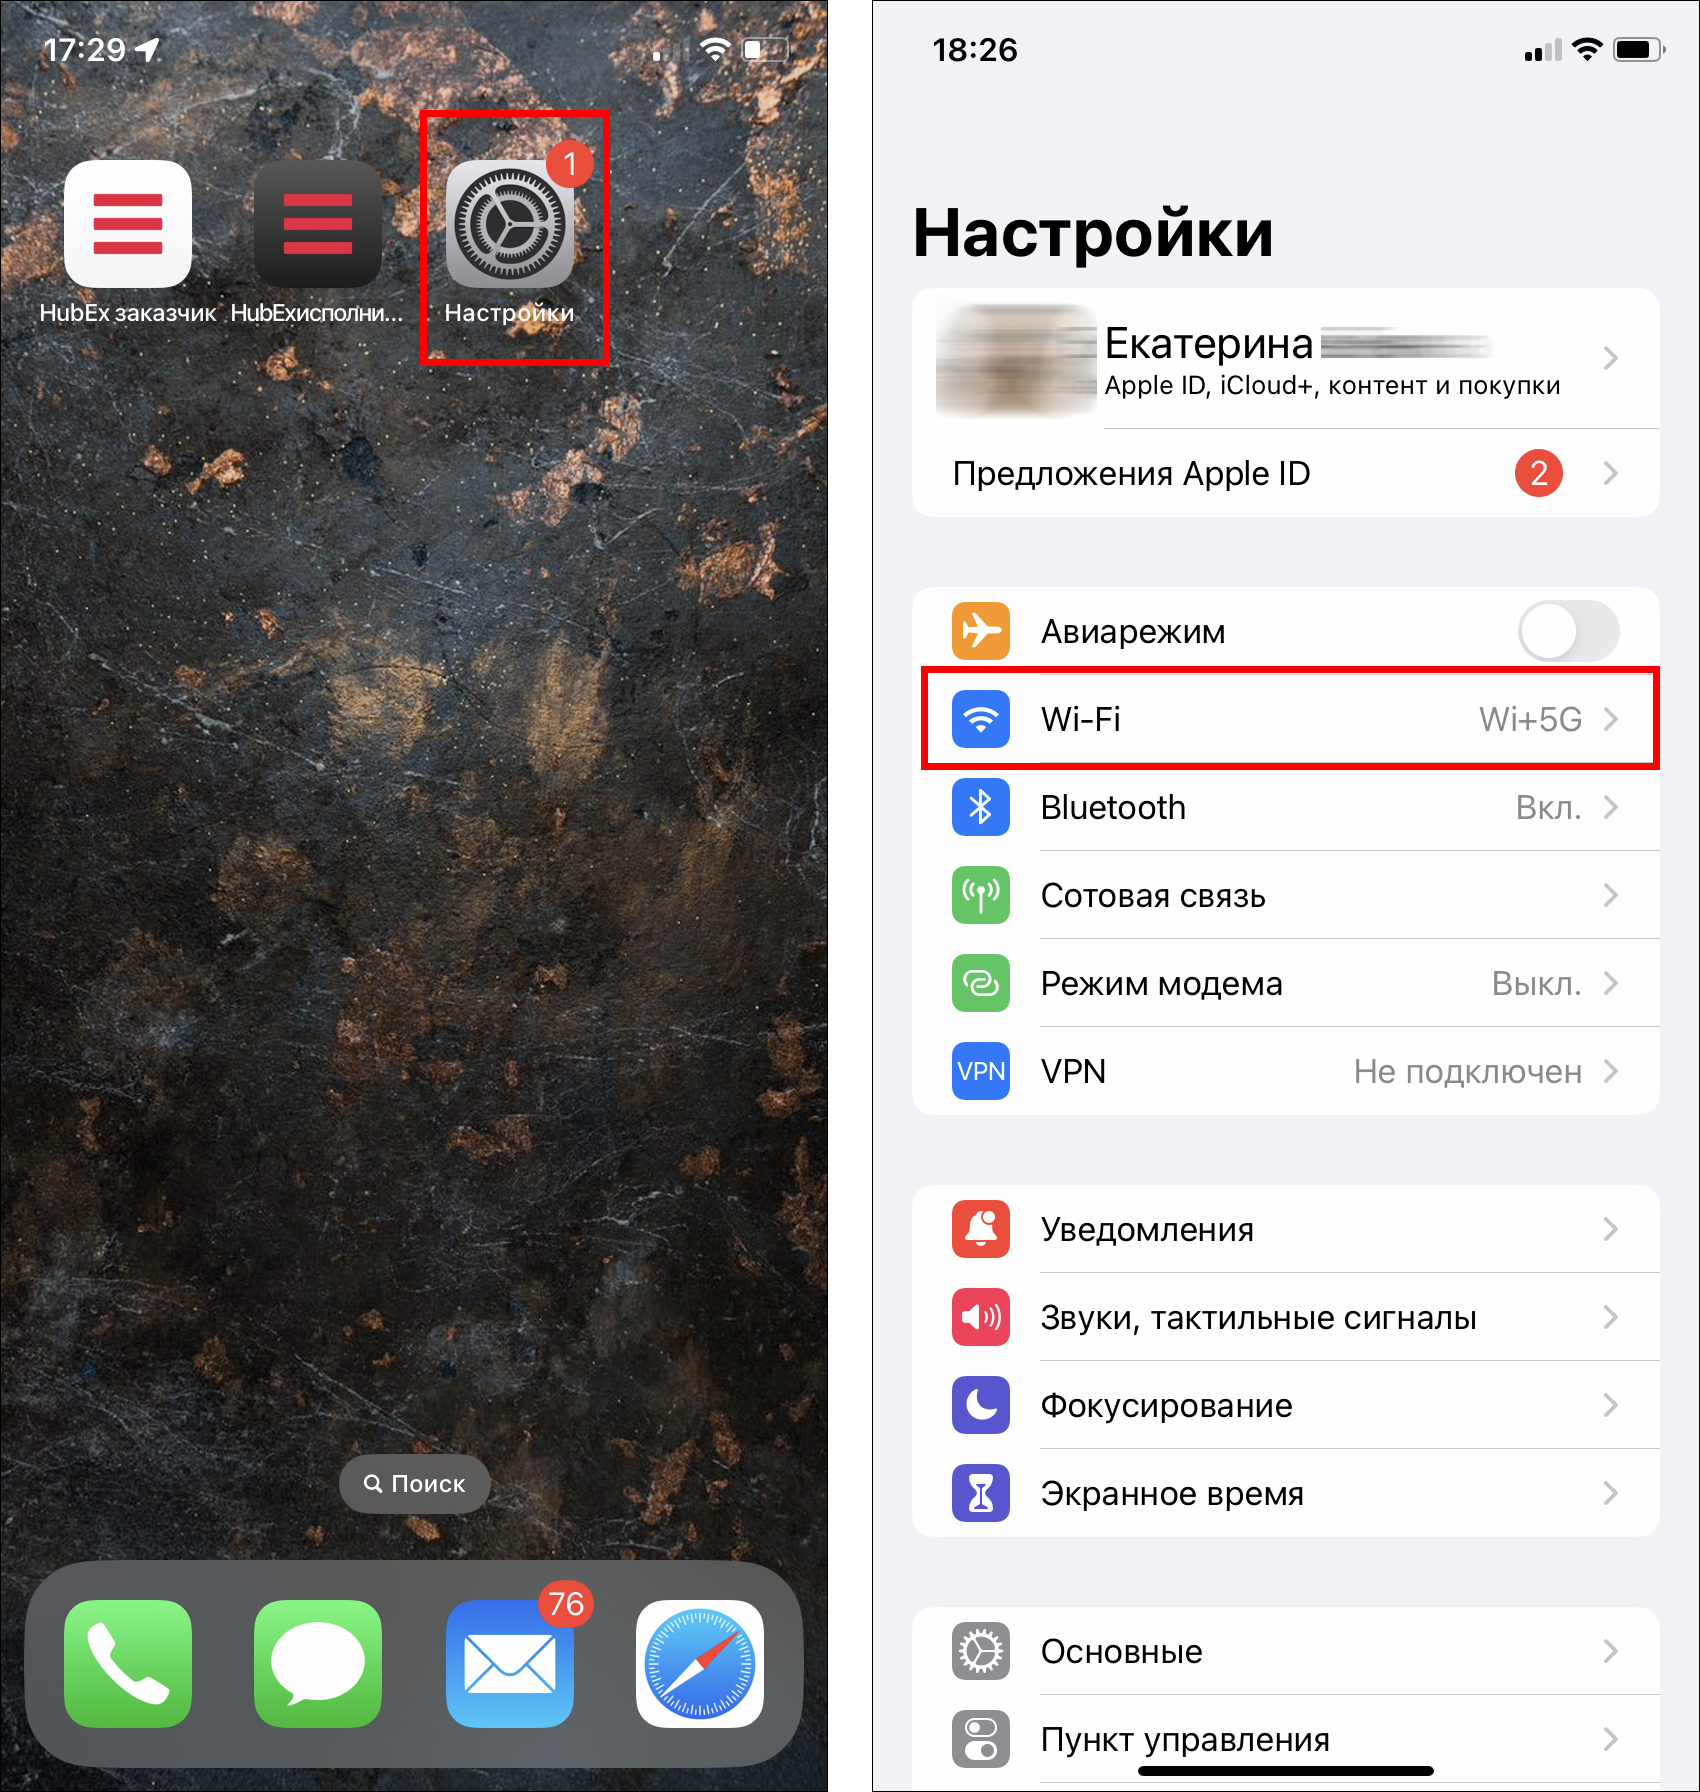 17:29
1
HubEx заказчик
HubExисполни...
Настройки
Поиск
76
18:26
Настройки
Екатерина
Apple ID, iCloud+, контент и покупки
Предложения Apple ID
2
Авиарежим
Wi-Fi
Wi+5G
Bluetooth
Вкл.
Сотовая связь
Режим модема
Выкл.
VPN
VPN
Не подключен
Уведомления
Звуки, тактильные сигналы
Фокусирование
Экранное время
Основные
Пункт управления